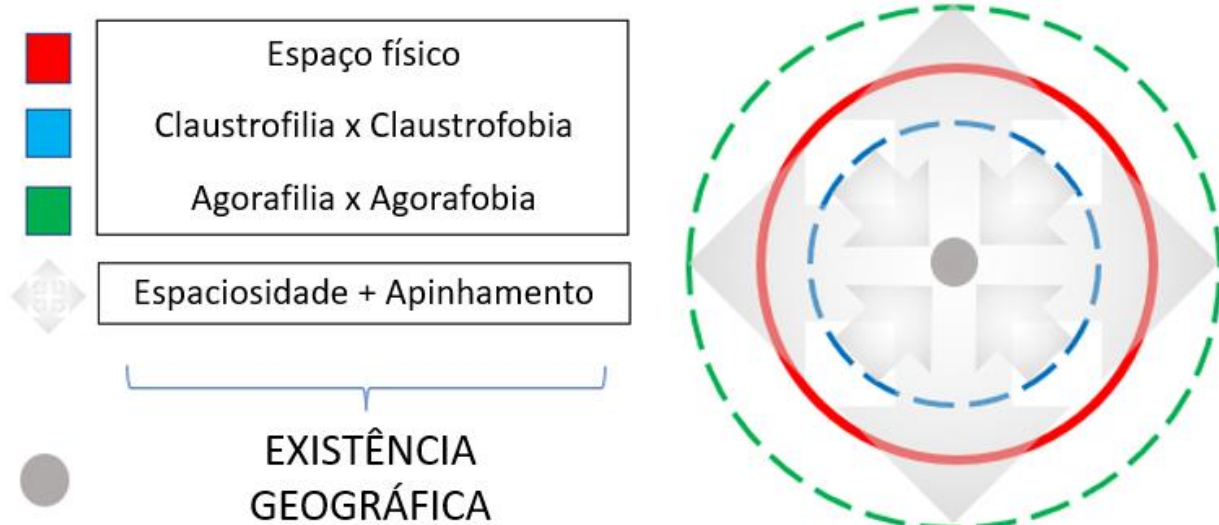 Espaço físico
Claustrofilia x Claustrofobia
Agorafilia x Agorafobia
Espaciosidade + Apinhamento
EXISTÊNCIA
GEOGRÁFICA